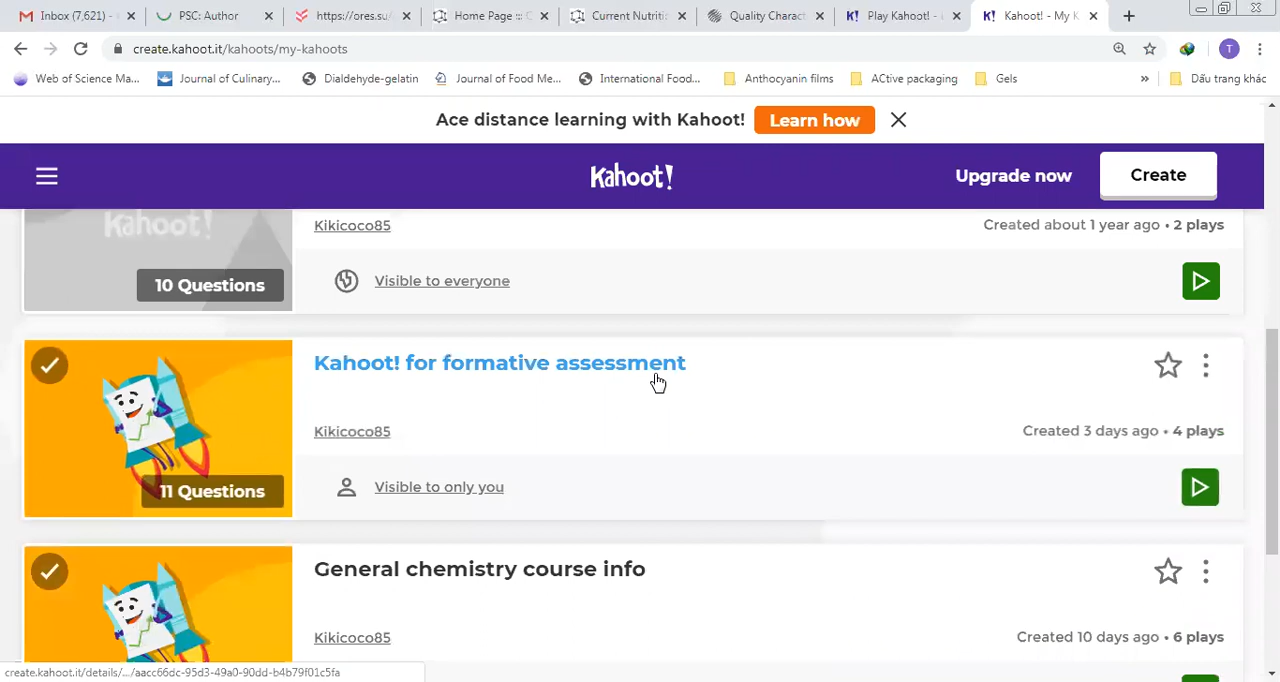 Inbox (7,621) -
PSC: Author
https://ores.su/
Home Page ::: C
Current Nutriti
Quality Charact
Play Kahoot! -
Kahoot! - My K
create.kahoot.it/kahoots/my-kahoots
T
Web of Science Ma...
Journal of Culinary...
Dialdehyde-gelatin
Journal of Food Me...
International Food...
Anthocyanin films
ACtive packaging
Gels
»
Dấu trang khác
Ace distance learning with Kahoot!
Learn how
Kahoot!
Upgrade now
Create
Kahoot!
Kikicoco85
Created about 1 year ago • 2 plays
10 Questions
Visible to everyone
Kahoot! for formative assessment
Kikicoco85
Created 3 days ago • 4 plays
11 Questions
Visible to only you
General chemistry course info
Kikicoco85
Created 10 days ago • 6 plays
create.kahoot.it/details/.../aacc66dc-95d3-49a0-90dd-b4b79f01c5fa